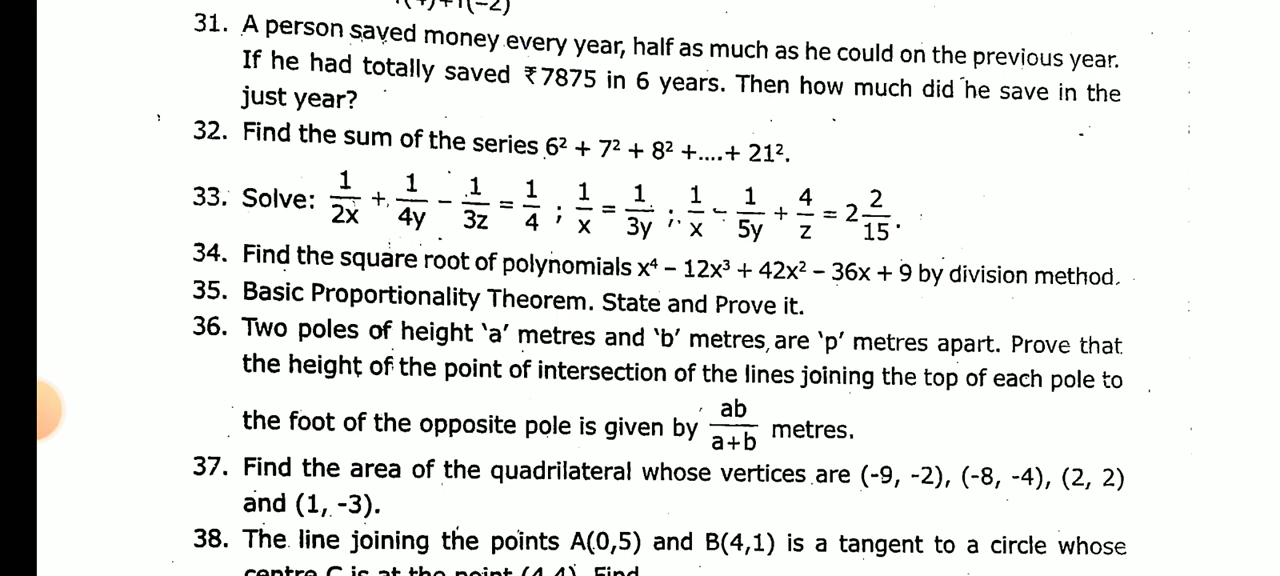 31. A person saved money every year, half as much as he could on the previous year.
If he had totally saved ₹7875 in 6 years. Then how much did he save in the
just year?
32. Find the sum of the series 6² + 7² + 8² +....+ 21².
33. Solve: 1/2x + 1/4y - 1/3z = 1/4 ; 1/x = 1/3y ; 1/x - 1/5y + 4/z = 2 2/15.
34. Find the square root of polynomials x⁴ – 12x³ + 42x² – 36x + 9 by division method.
35. Basic Proportionality Theorem. State and Prove it.
36. Two poles of height 'a' metres and 'b' metres, are 'p' metres apart. Prove that
the height of the point of intersection of the lines joining the top of each pole to
the foot of the opposite pole is given by ab/a+b metres.
37. Find the area of the quadrilateral whose vertices are (-9, -2), (-8, -4), (2, 2)
and (1, -3).
38. The line joining the points A(0,5) and B(4,1) is a tangent to a circle whose
centre C is at the point (4,4). Find